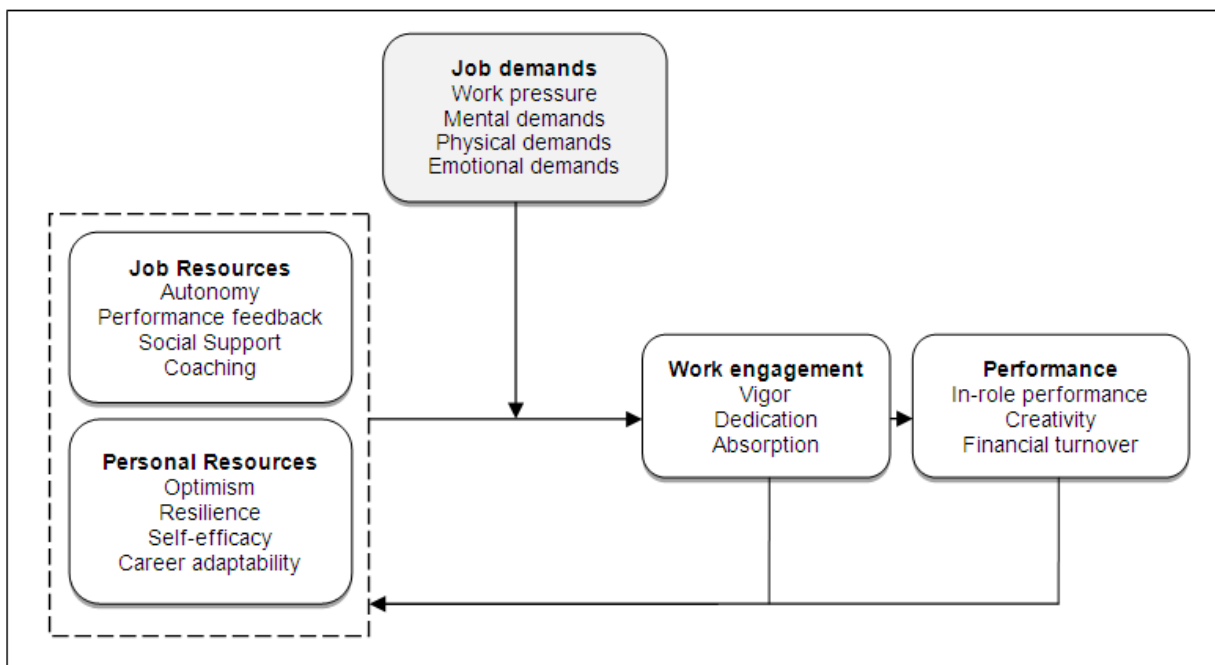 Job demands
Work pressure
Mental demands
Physical demands
Emotional demands
Job Resources
Autonomy
Performance feedback
Social Support
Coaching
Personal Resources
Optimism
Resilience
Self-efficacy
Career adaptability
Work engagement
Vigor
Dedication
Absorption
Performance
In-role performance
Creativity
Financial turnover